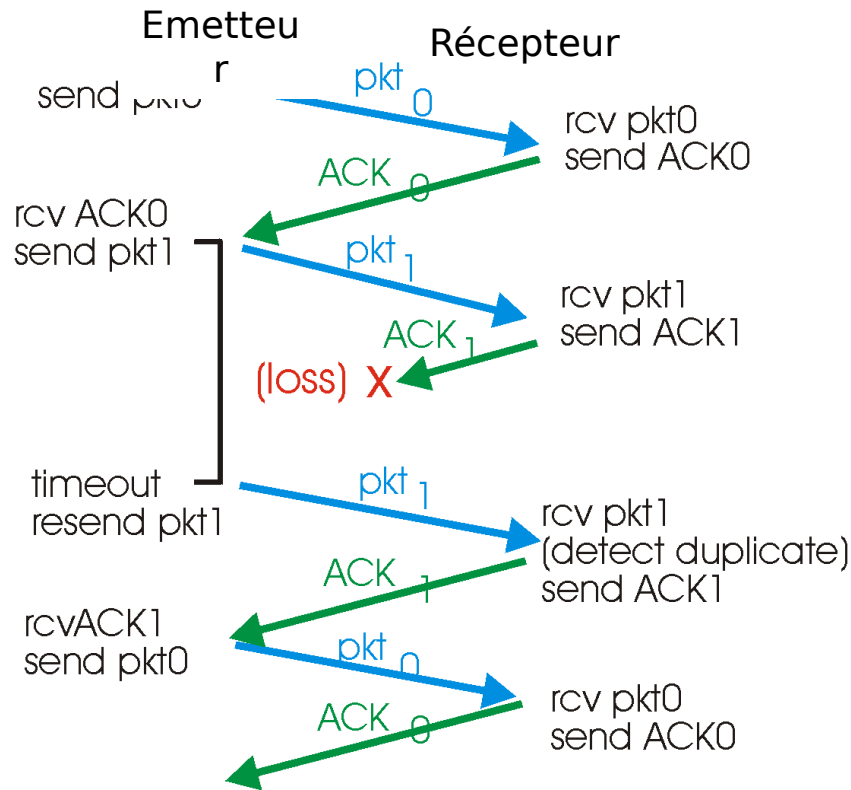 Emetteu
r
Récepteur
send pkt0
pkt 0
rcv pkt0
send ACK0
ACK 0
rcv ACK0
send pkt1
pkt 1
rcv pkt1
send ACK1
ACK 1
(loss) X
timeout
resend pkt1
pkt 1
rcv pkt1
(detect duplicate)
send ACK1
ACK 1
rcvACK1
send pkt0
pkt 0
rcv pkt0
send ACK0
ACK 0